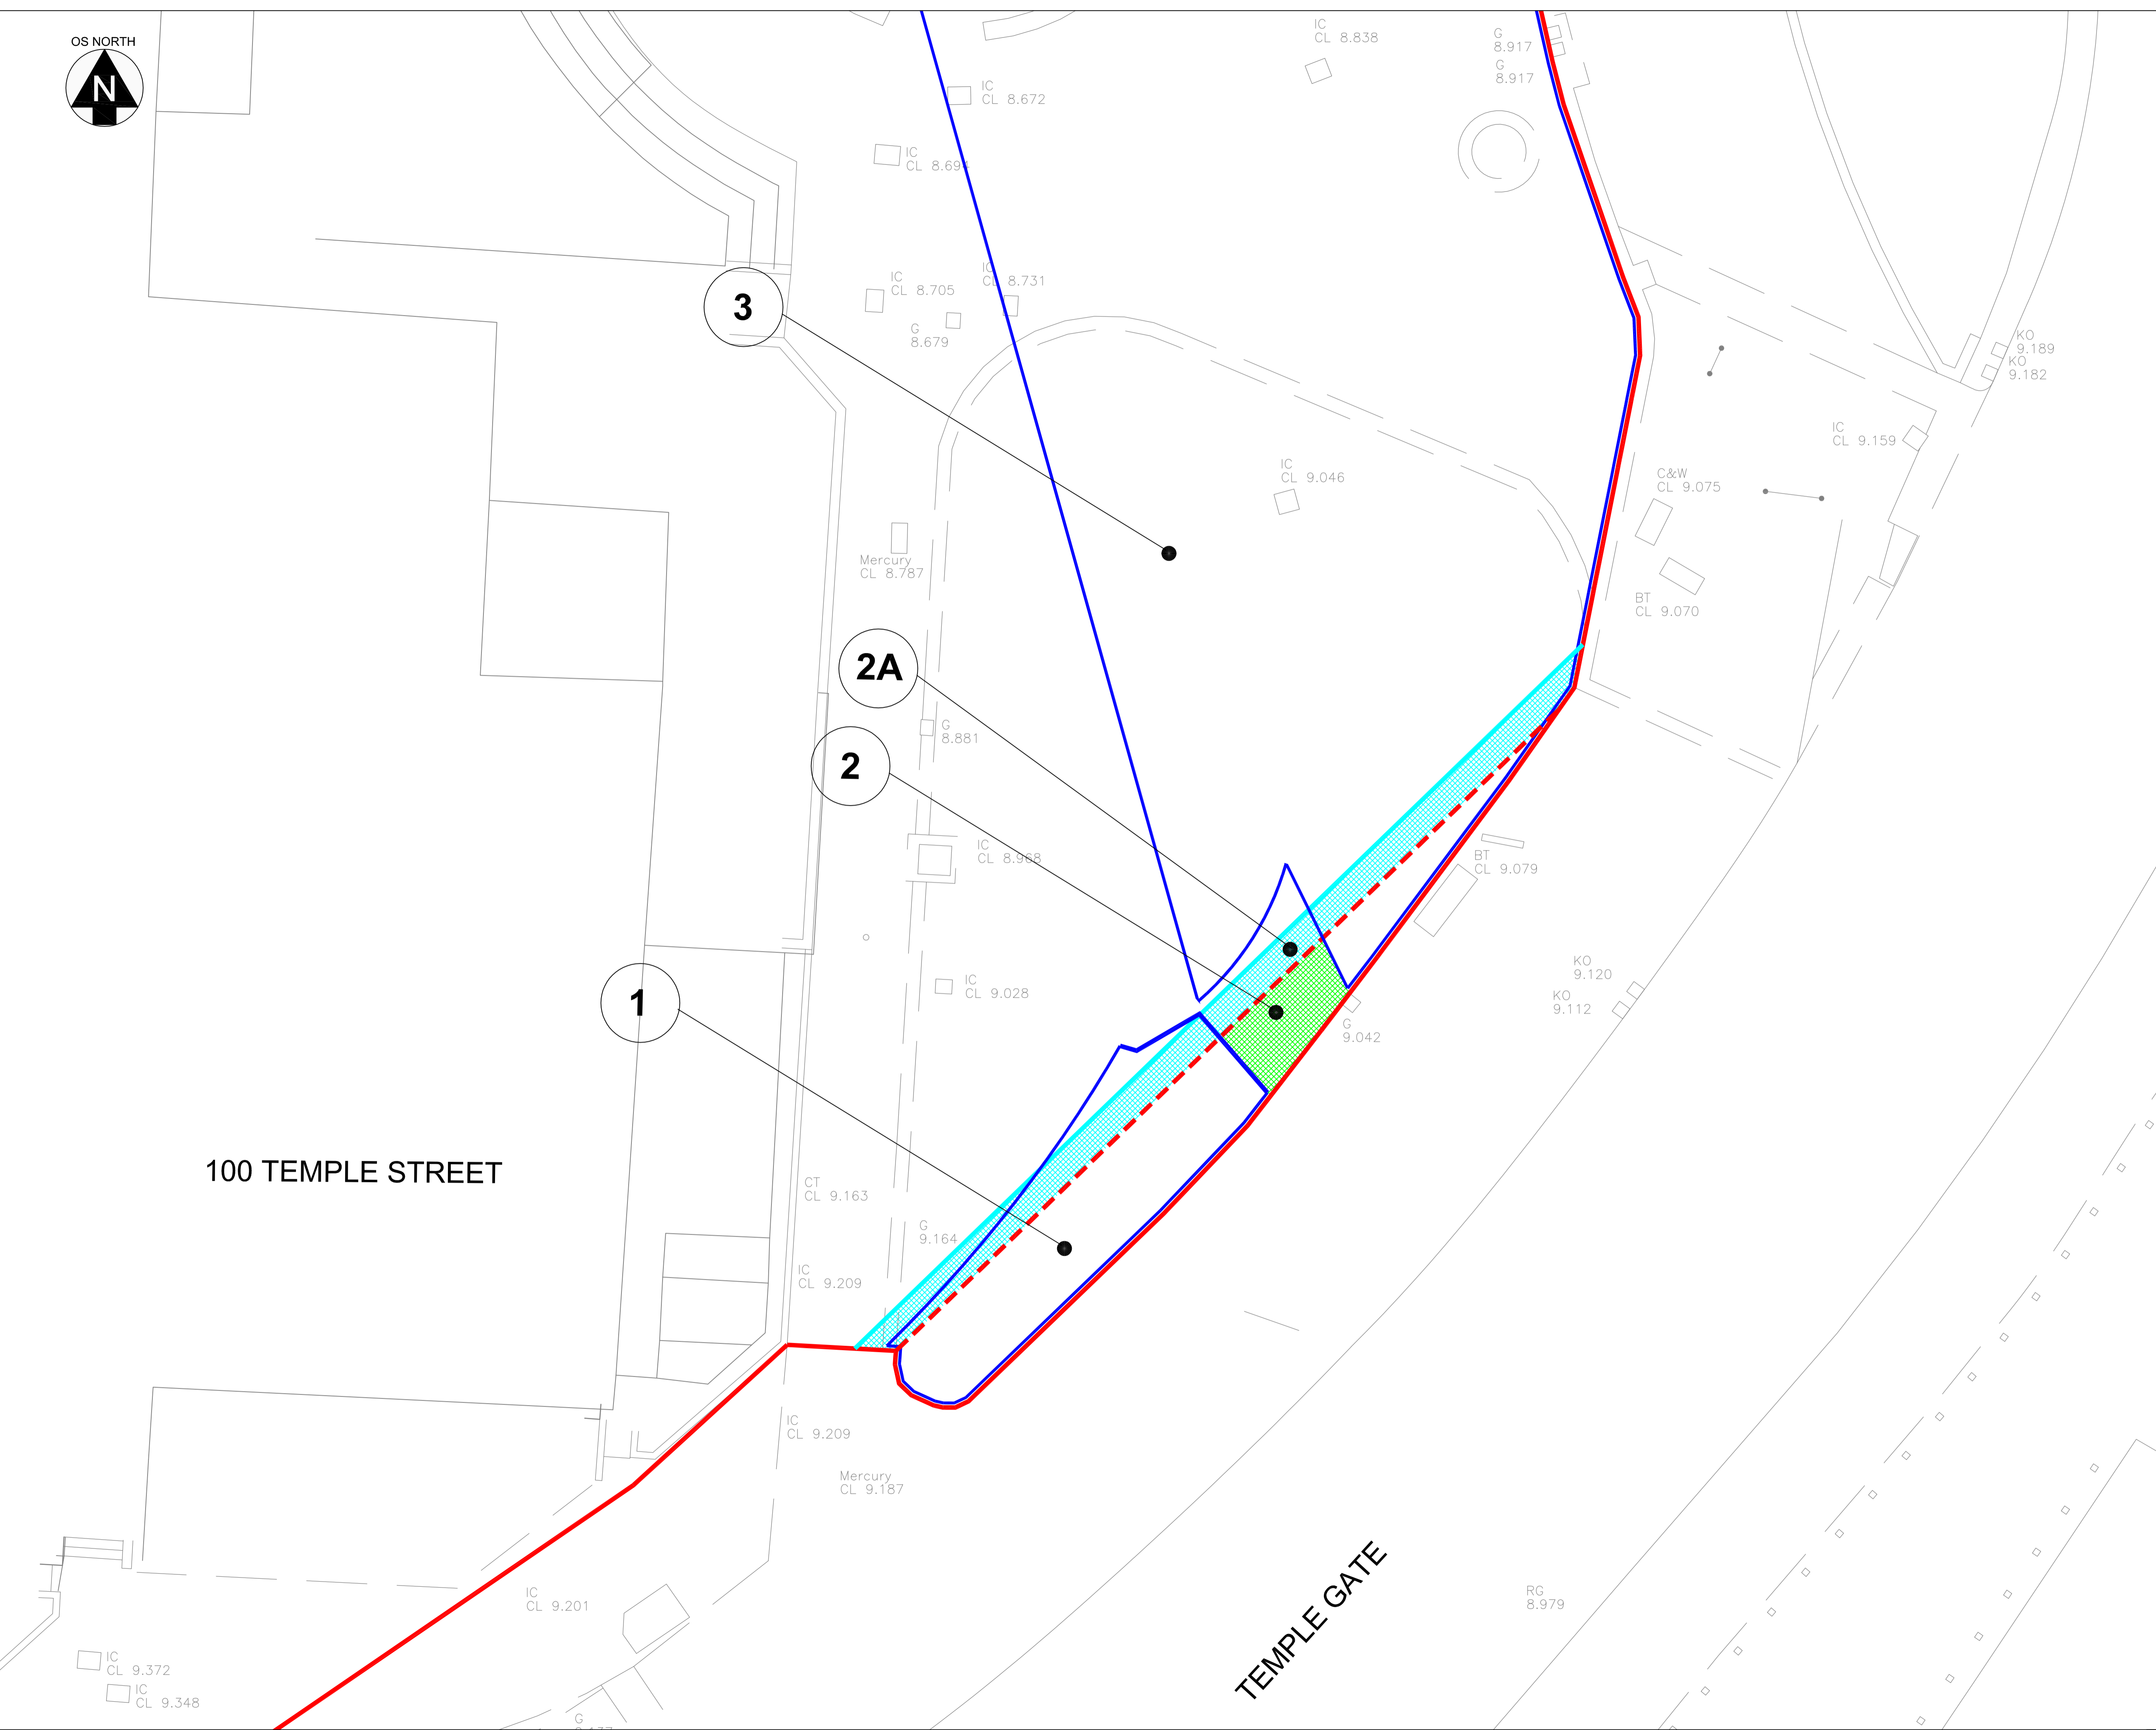 OS NORTH
N
IC
CL 8.838
G
8.917
G
8.917
IC
CL 8.672
IC
CL 8.694
IC
CL 8.705
IC
CL 8.731
G
8.679
3
KO
9.189
KO
9.182
IC
CL 9.159
IC
CL 9.046
C&W
CL 9.075
Mercury
CL 8.787
BT
CL 9.070
2A
G
8.881
2
IC
CL 8.968
BT
CL 9.079
KO
9.120
KO
9.112
IC
CL 9.028
1
G
9.042
100 TEMPLE STREET
CT
CL 9.163
G
9.164
IC
CL 9.209
IC
CL 9.209
Mercury
CL 9.187
TEMPLE GATE
IC
CL 9.201
RG
8.979
IC
CL 9.372
IC
CL 9.348
G